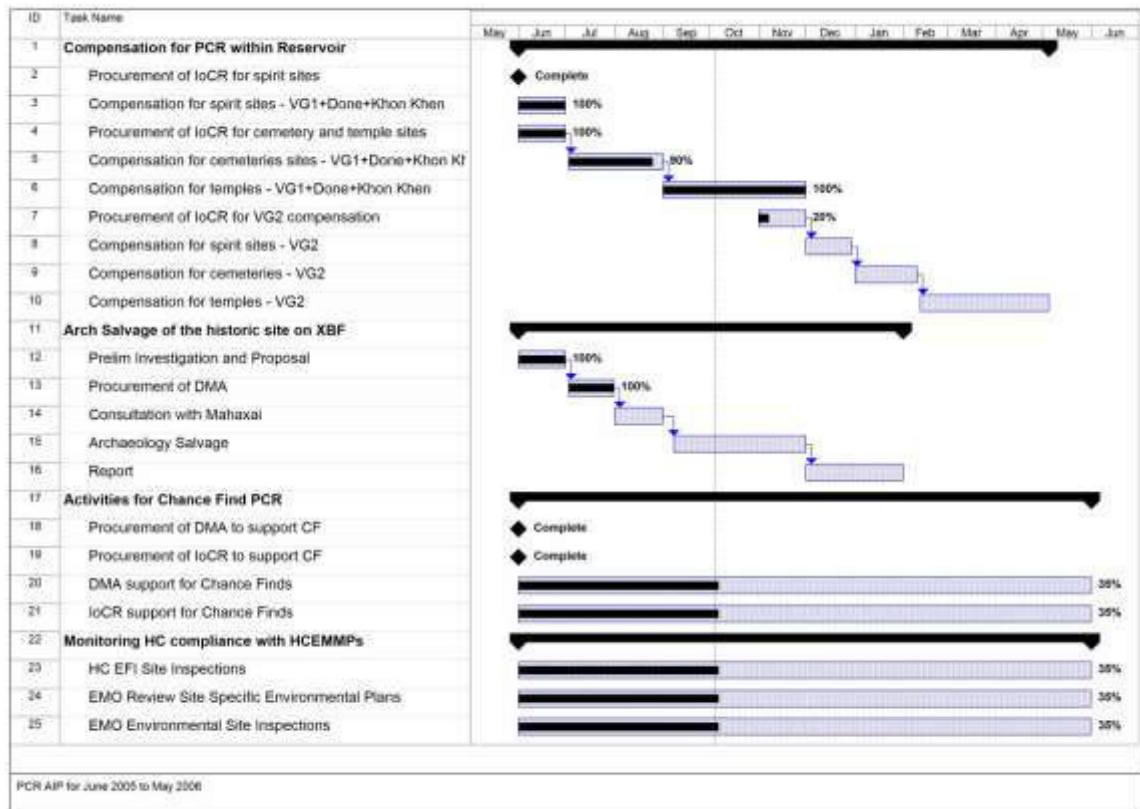 ID Task Name
May Jun Jul Aug Sep Oct Nov Dec Jan Feb Mar Apr May Jun
1 Compensation for PCR within Reservoir
2 Procurement of IoCR for spirit sites Complete
3 Compensation for spirit sites - VG1+Done+Khon Khen 100%
4 Procurement of IoCR for cemetery and temple sites 100%
5 Compensation for cemeteries sites - VG1+Done+Khon Kh 90%
6 Compensation for temples - VG1+Done+Khon Khen 100%
7 Procurement of IoCR for VG2 compensation 20%
8 Compensation for spirit sites - VG2
9 Compensation for cemeteries - VG2
10 Compensation for temples - VG2
11 Arch Salvage of the historic site on XBF
12 Prelim Investigation and Proposal 100%
13 Procurement of DMA 100%
14 Consultation with Mahaxai
15 Archaeology Salvage
16 Report
17 Activities for Chance Find PCR
18 Procurement of DMA to support CF Complete
19 Procurement of IoCR to support CF Complete
20 DMA support for Chance Finds 35%
21 IoCR support for Chance Finds 35%
22 Monitoring HC compliance with HCEMMPs
23 HC EFI Site Inspections 35%
24 EMO Review Site Specific Environmental Plans 35%
25 EMO Environmental Site Inspections 35%
PCR AIP for June 2005 to May 2006